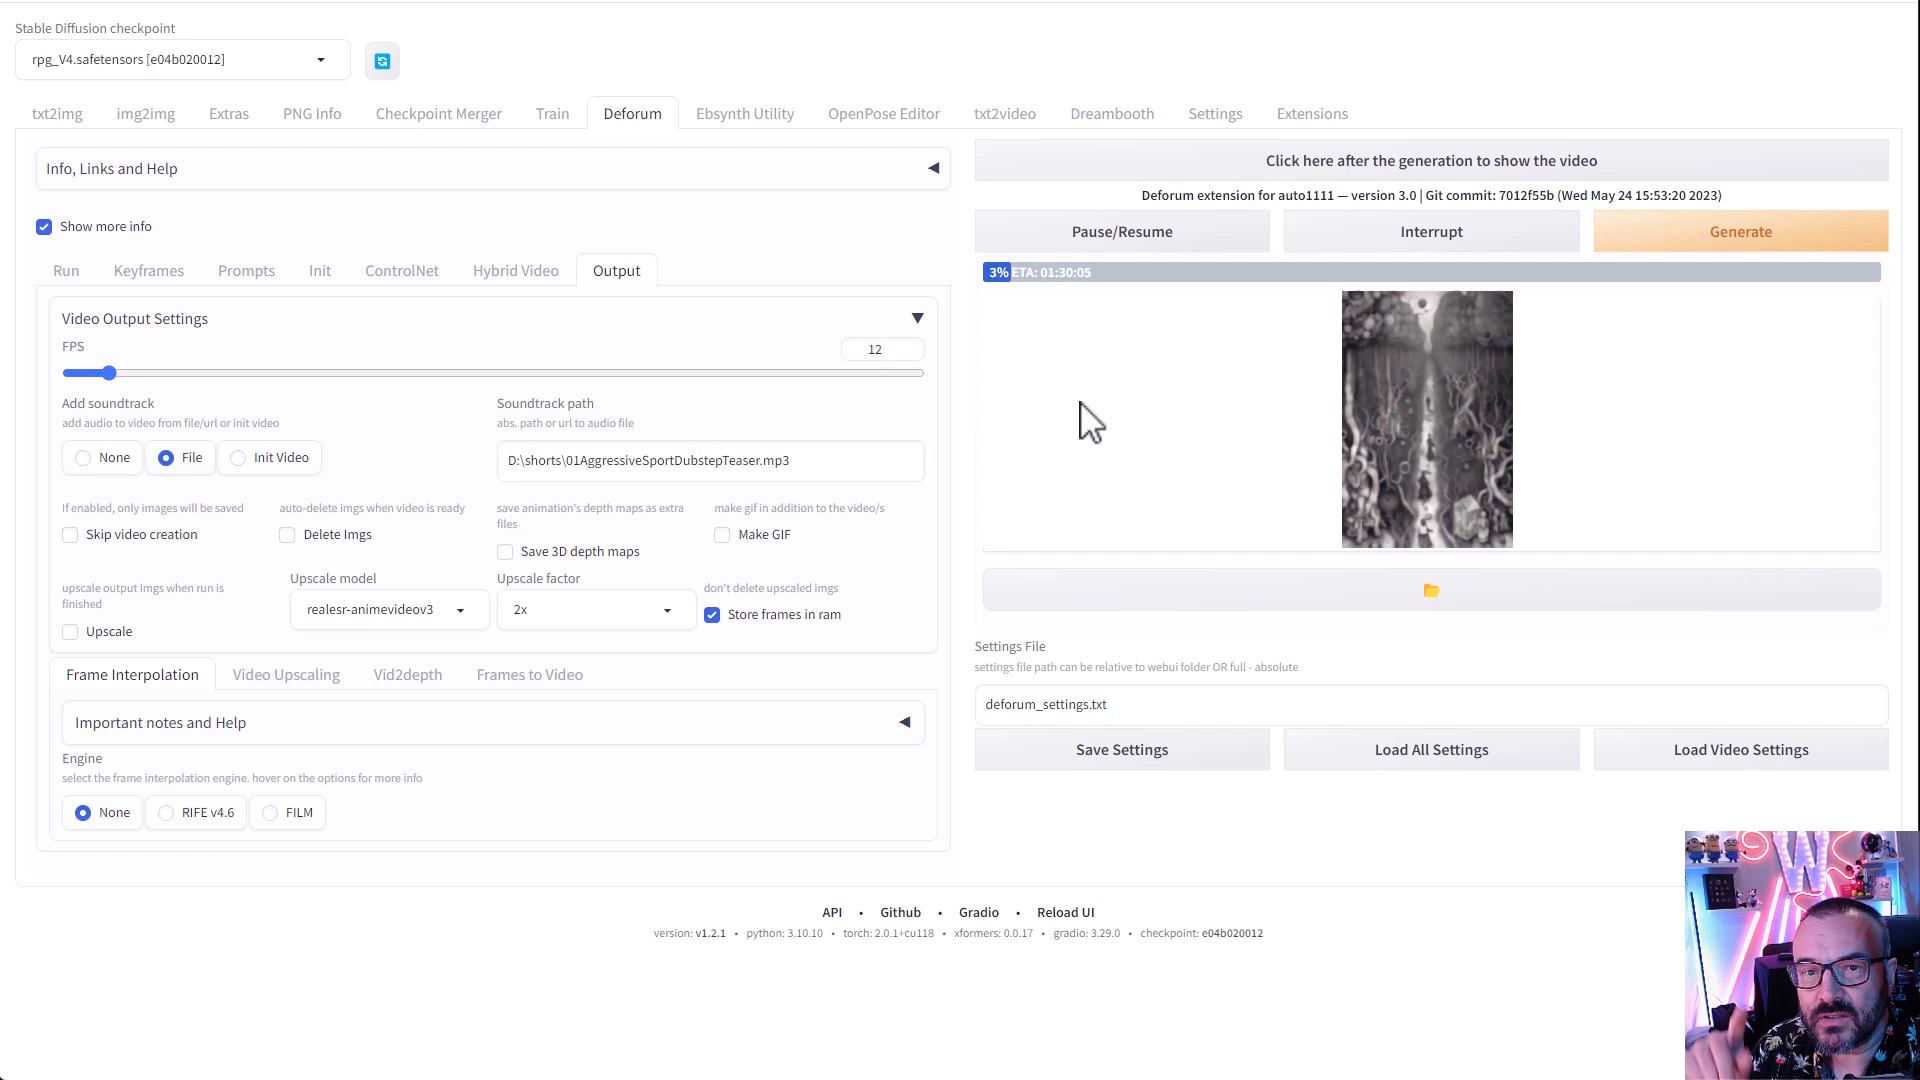 Stable Diffusion checkpoint
rpg_V4.safetensors [e04b020012]
txt2img img2img Extras PNG Info Checkpoint Merger Train Deforum Ebsynth Utility OpenPose Editor txt2video Dreambooth Settings Extensions
Info, Links and Help
Show more info
Run Keyframes Prompts Init ControlNet Hybrid Video Output
Video Output Settings
FPS
12
Add soundtrack
add audio to video from file/url or init video
None File Init Video
Soundtrack path
abs. path or url to audio file
D:\shorts\01AggressiveSportDubstepTeaser.mp3
If enabled, only images will be saved
Skip video creation
auto-delete imgs when video is ready
Delete Imgs
save animation's depth maps as extra
files
Save 3D depth maps
make gif in addition to the video/s
Make GIF
upscale output imgs when run is
finished
Upscale
Upscale model
realesr-animevideov3
Upscale factor
2x
don't delete upscaled imgs
Store frames in ram
Frame Interpolation Video Upscaling Vid2depth Frames to Video
Important notes and Help
Engine
select the frame interpolation engine. hover on the options for more info
None RIFE v4.6 FILM
Click here after the generation to show the video
Deforum extension for auto1111 — version 3.0 | Git commit: 7012f55b (Wed May 24 15:53:20 2023)
Pause/Resume Interrupt Generate
3% ETA: 01:30:05
Settings File
settings file path can be relative to webui folder OR full - absolute
deforum_settings.txt
Save Settings Load All Settings Load Video Settings
API • Github • Gradio • Reload UI
version: v1.2.1 • python: 3.10.10 • torch: 2.0.1+cu118 • xformers: 0.0.17 • gradio: 3.29.0 • checkpoint: e04b020012
W